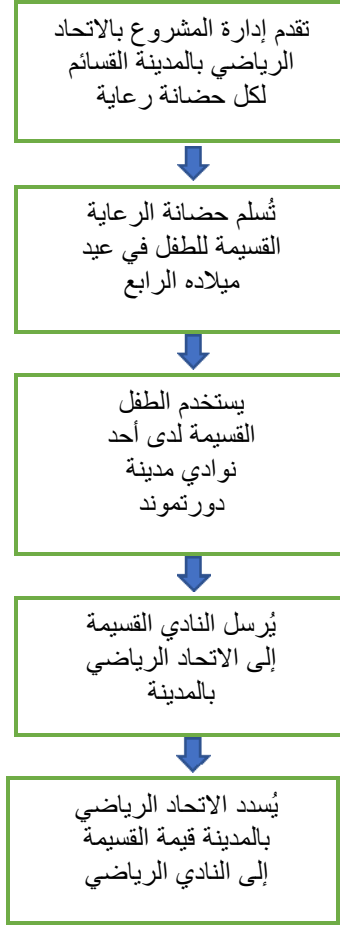 تقدم إدارة المشروع بالاتحاد
الرياضي بالمدينة القسائم
لكل حضانة رعاية
تُسلم حضانة الرعاية
القسيمة للطفل في عيد
ميلاده الرابع
يستخدم الطفل
القسيمة لدى أحد
نوادي مدينة
دورتموند
يُرسل النادي القسيمة
إلى الاتحاد الرياضي
بالمدينة
يُسدد الاتحاد الرياضي
بالمدينة قيمة القسيمة
إلى النادي الرياضي